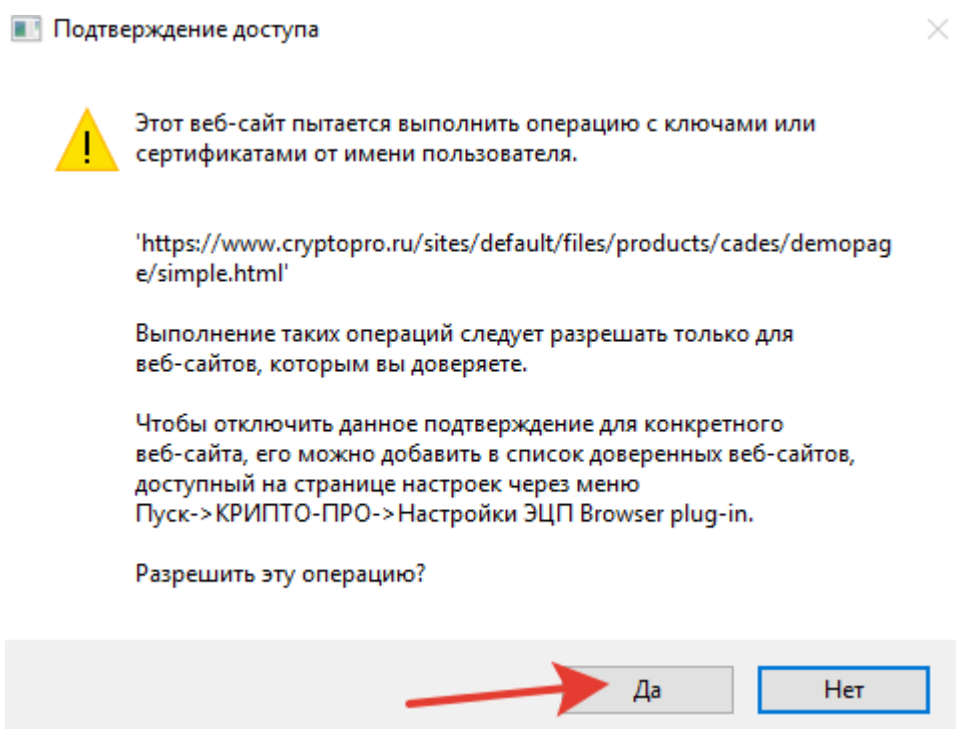 Подтверждение доступа
Этот веб-сайт пытается выполнить операцию с ключами или
сертификатами от имени пользователя.
'https://www.cryptopro.ru/sites/default/files/products/cades/demopag
e/simple.html'
Выполнение таких операций следует разрешать только для
веб-сайтов, которым вы доверяете.
Чтобы отключить данное подтверждение для конкретного
веб-сайта, его можно добавить в список доверенных веб-сайтов,
доступный на странице настроек через меню
Пуск->КРИПТО-ПРО->Настройки ЭЦП Browser plug-in.
Разрешить эту операцию?
Да Нет